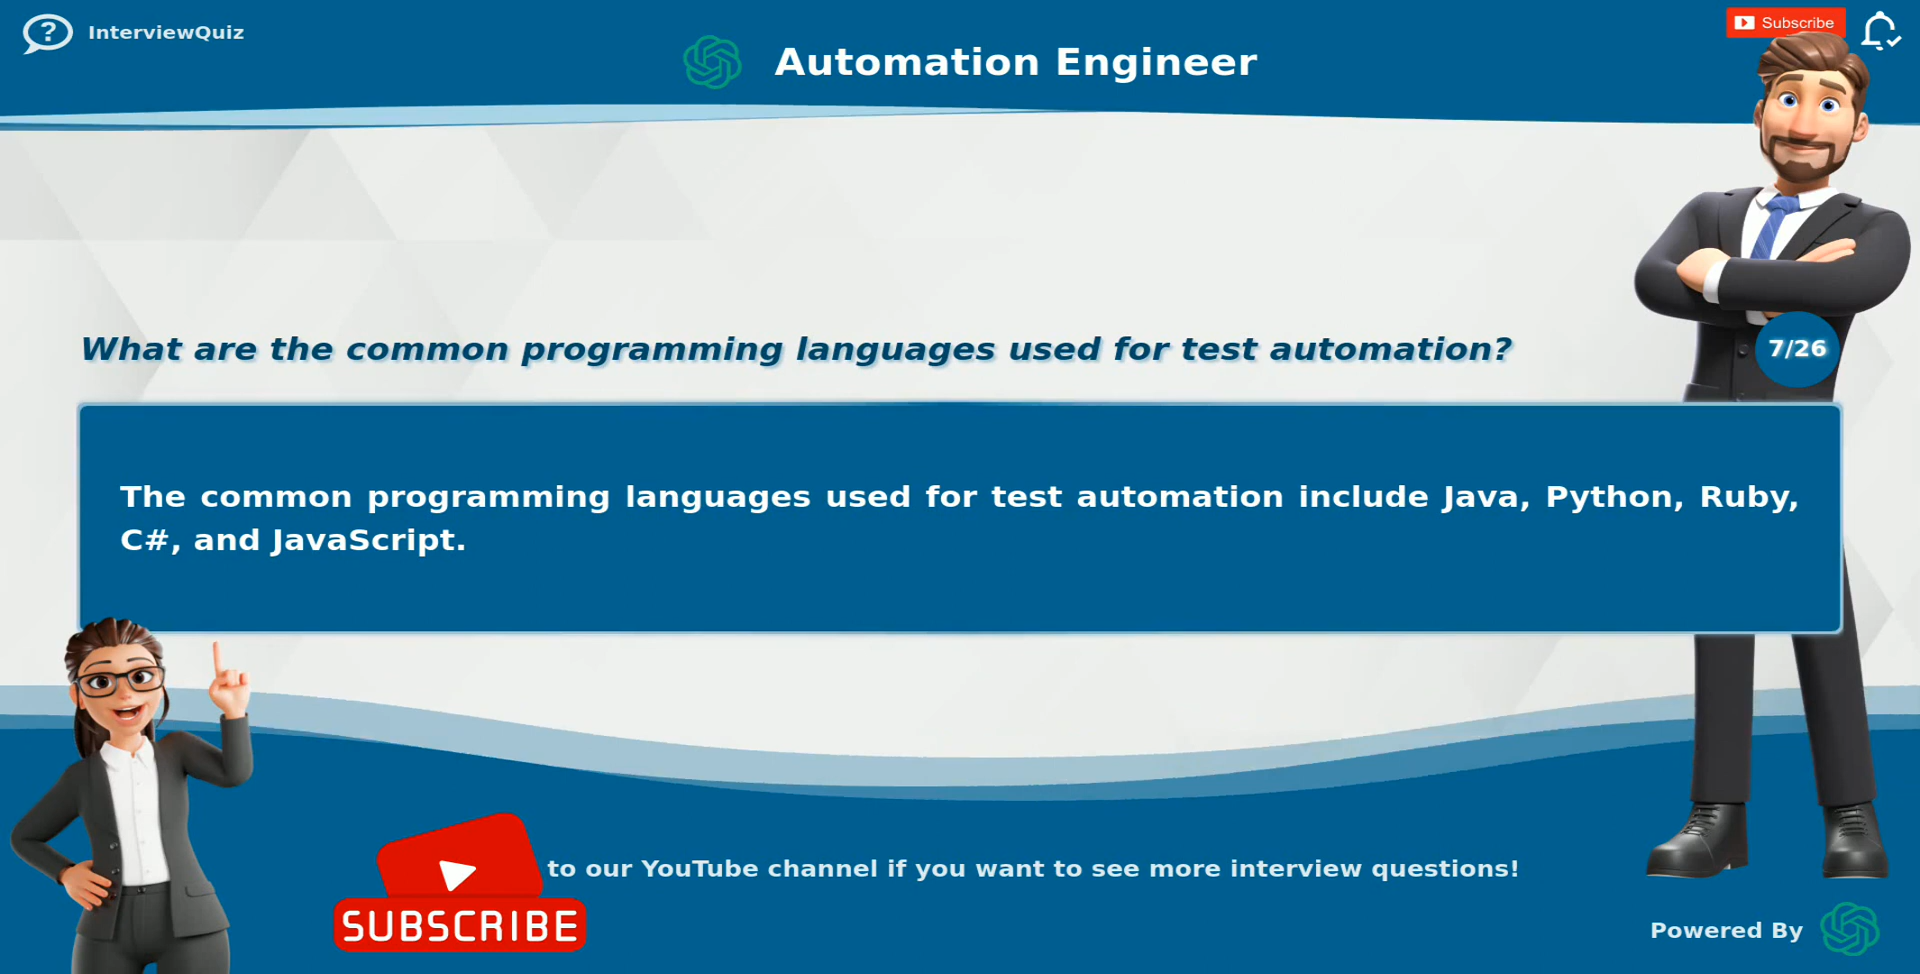 InterviewQuiz
Subscribe
Automation Engineer
What are the common programming languages used for test automation?
7/26
The common programming languages used for test automation include Java, Python, Ruby,
C#, and JavaScript.
to our YouTube channel if you want to see more interview questions!
SUBSCRIBE
Powered By